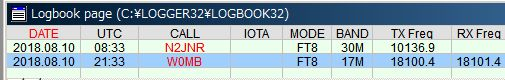 Logbook page (C:¥LOGGER32¥LOGBOOK32)
DATE UTC CALL IOTA MODE BAND TX Freq RX Freq
2018.08.10 08:33 N2JNR FT8 30M 10136.9
2018.08.10 21:33 W0MB FT8 17M 18100.4 18101.4